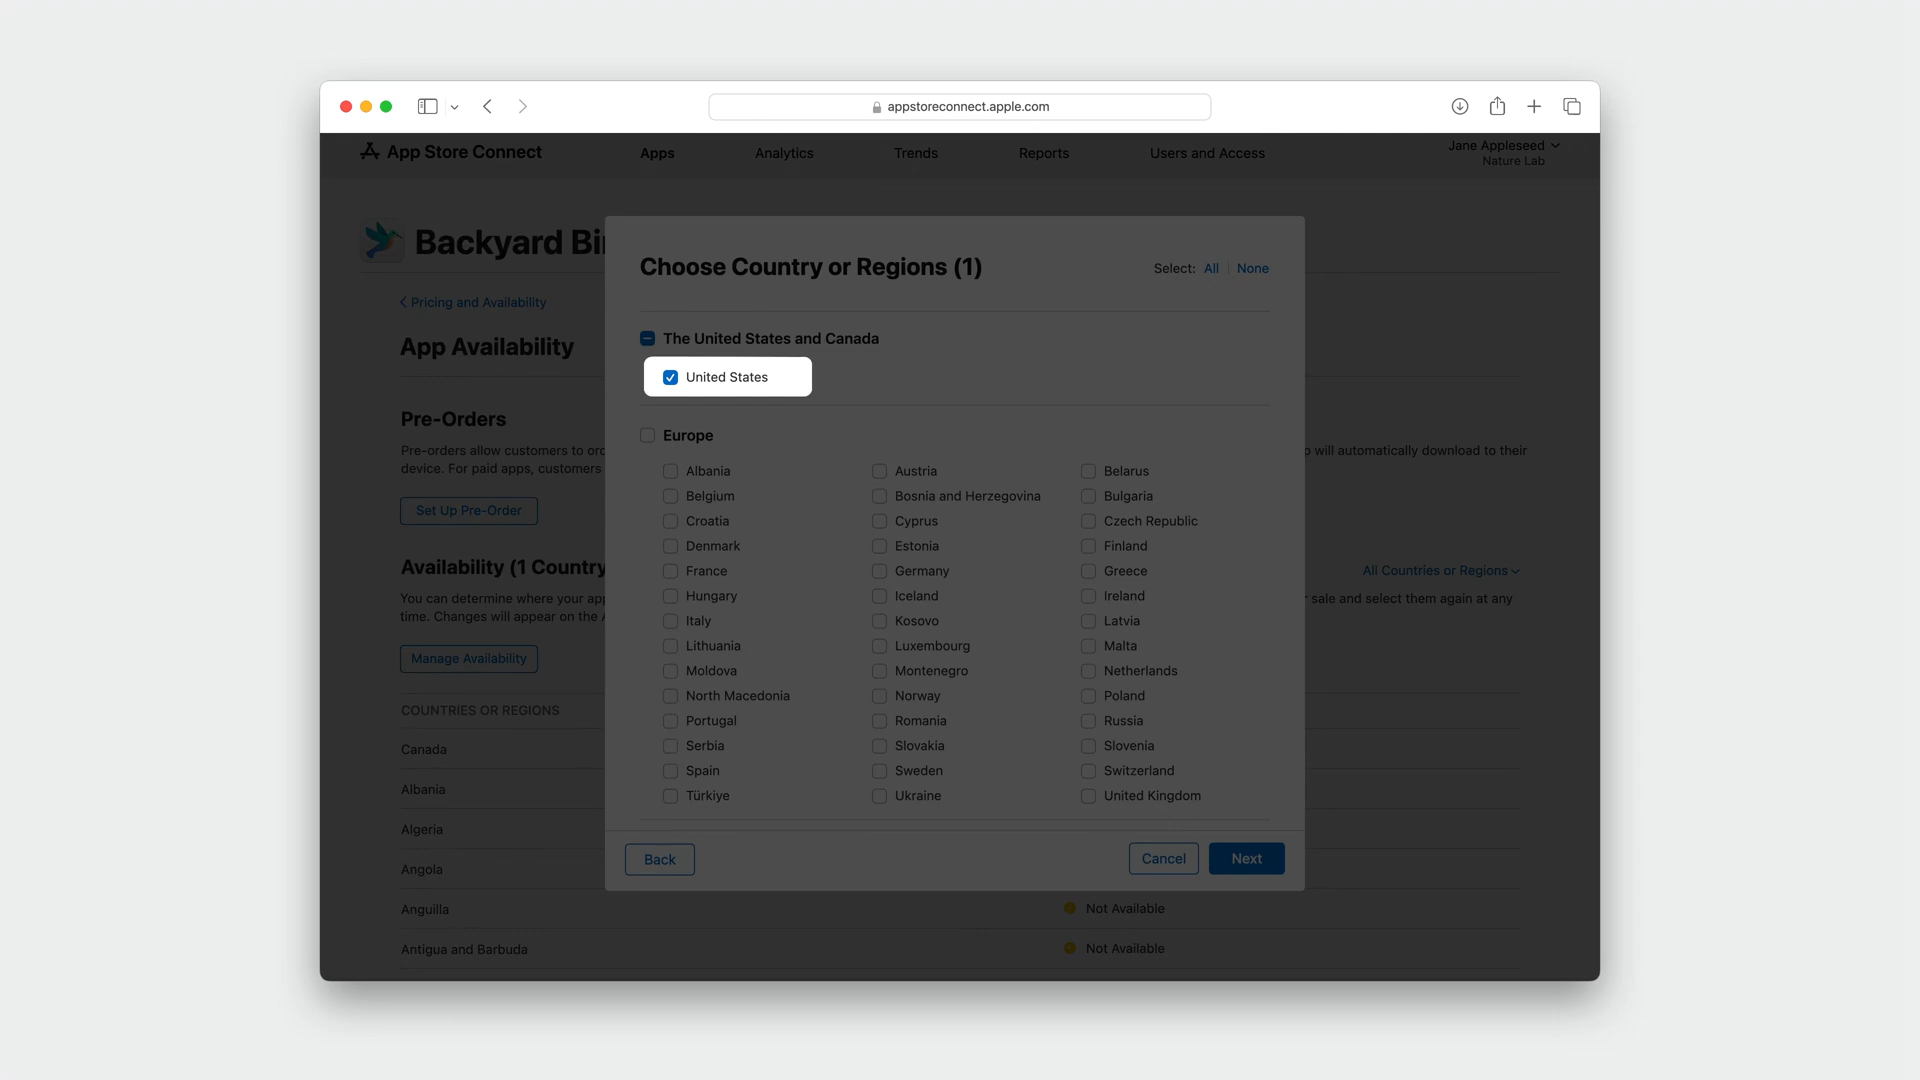 appstoreconnect.apple.com
App Store Connect
Apps
Analytics
Trends
Reports
Users and Access
Jane Appleseed
Nature Lab
Backyard Bir
Pricing and Availability
App Availability
Pre-Orders
Pre-orders allow customers to
will automatically download to their
device. For paid apps, customers
Set Up Pre-Order
Availability (1 Country
All Countries or Regions
You can determine where your app
sale and select them again at any
time. Changes will appear on the
Manage Availability
COUNTRIES OR REGIONS
Canada
Albania
Algeria
Angola
Anguilla
Not Available
Antigua and Barbuda
Not Available
Choose Country or Regions (1)
Select: All None
The United States and Canada
United States
Europe
Albania
Austria
Belarus
Belgium
Bosnia and Herzegovina
Bulgaria
Croatia
Cyprus
Czech Republic
Denmark
Estonia
Finland
France
Germany
Greece
Hungary
Iceland
Ireland
Italy
Kosovo
Latvia
Lithuania
Luxembourg
Malta
Moldova
Montenegro
Netherlands
North Macedonia
Norway
Poland
Portugal
Romania
Russia
Serbia
Slovakia
Slovenia
Spain
Sweden
Switzerland
Türkiye
Ukraine
United Kingdom
Back
Cancel
Next